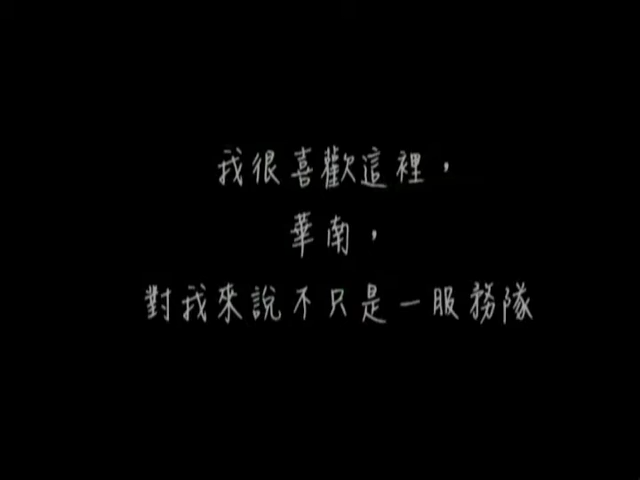 我很喜歡這裡，
華南，
對我來說不只是一服務隊